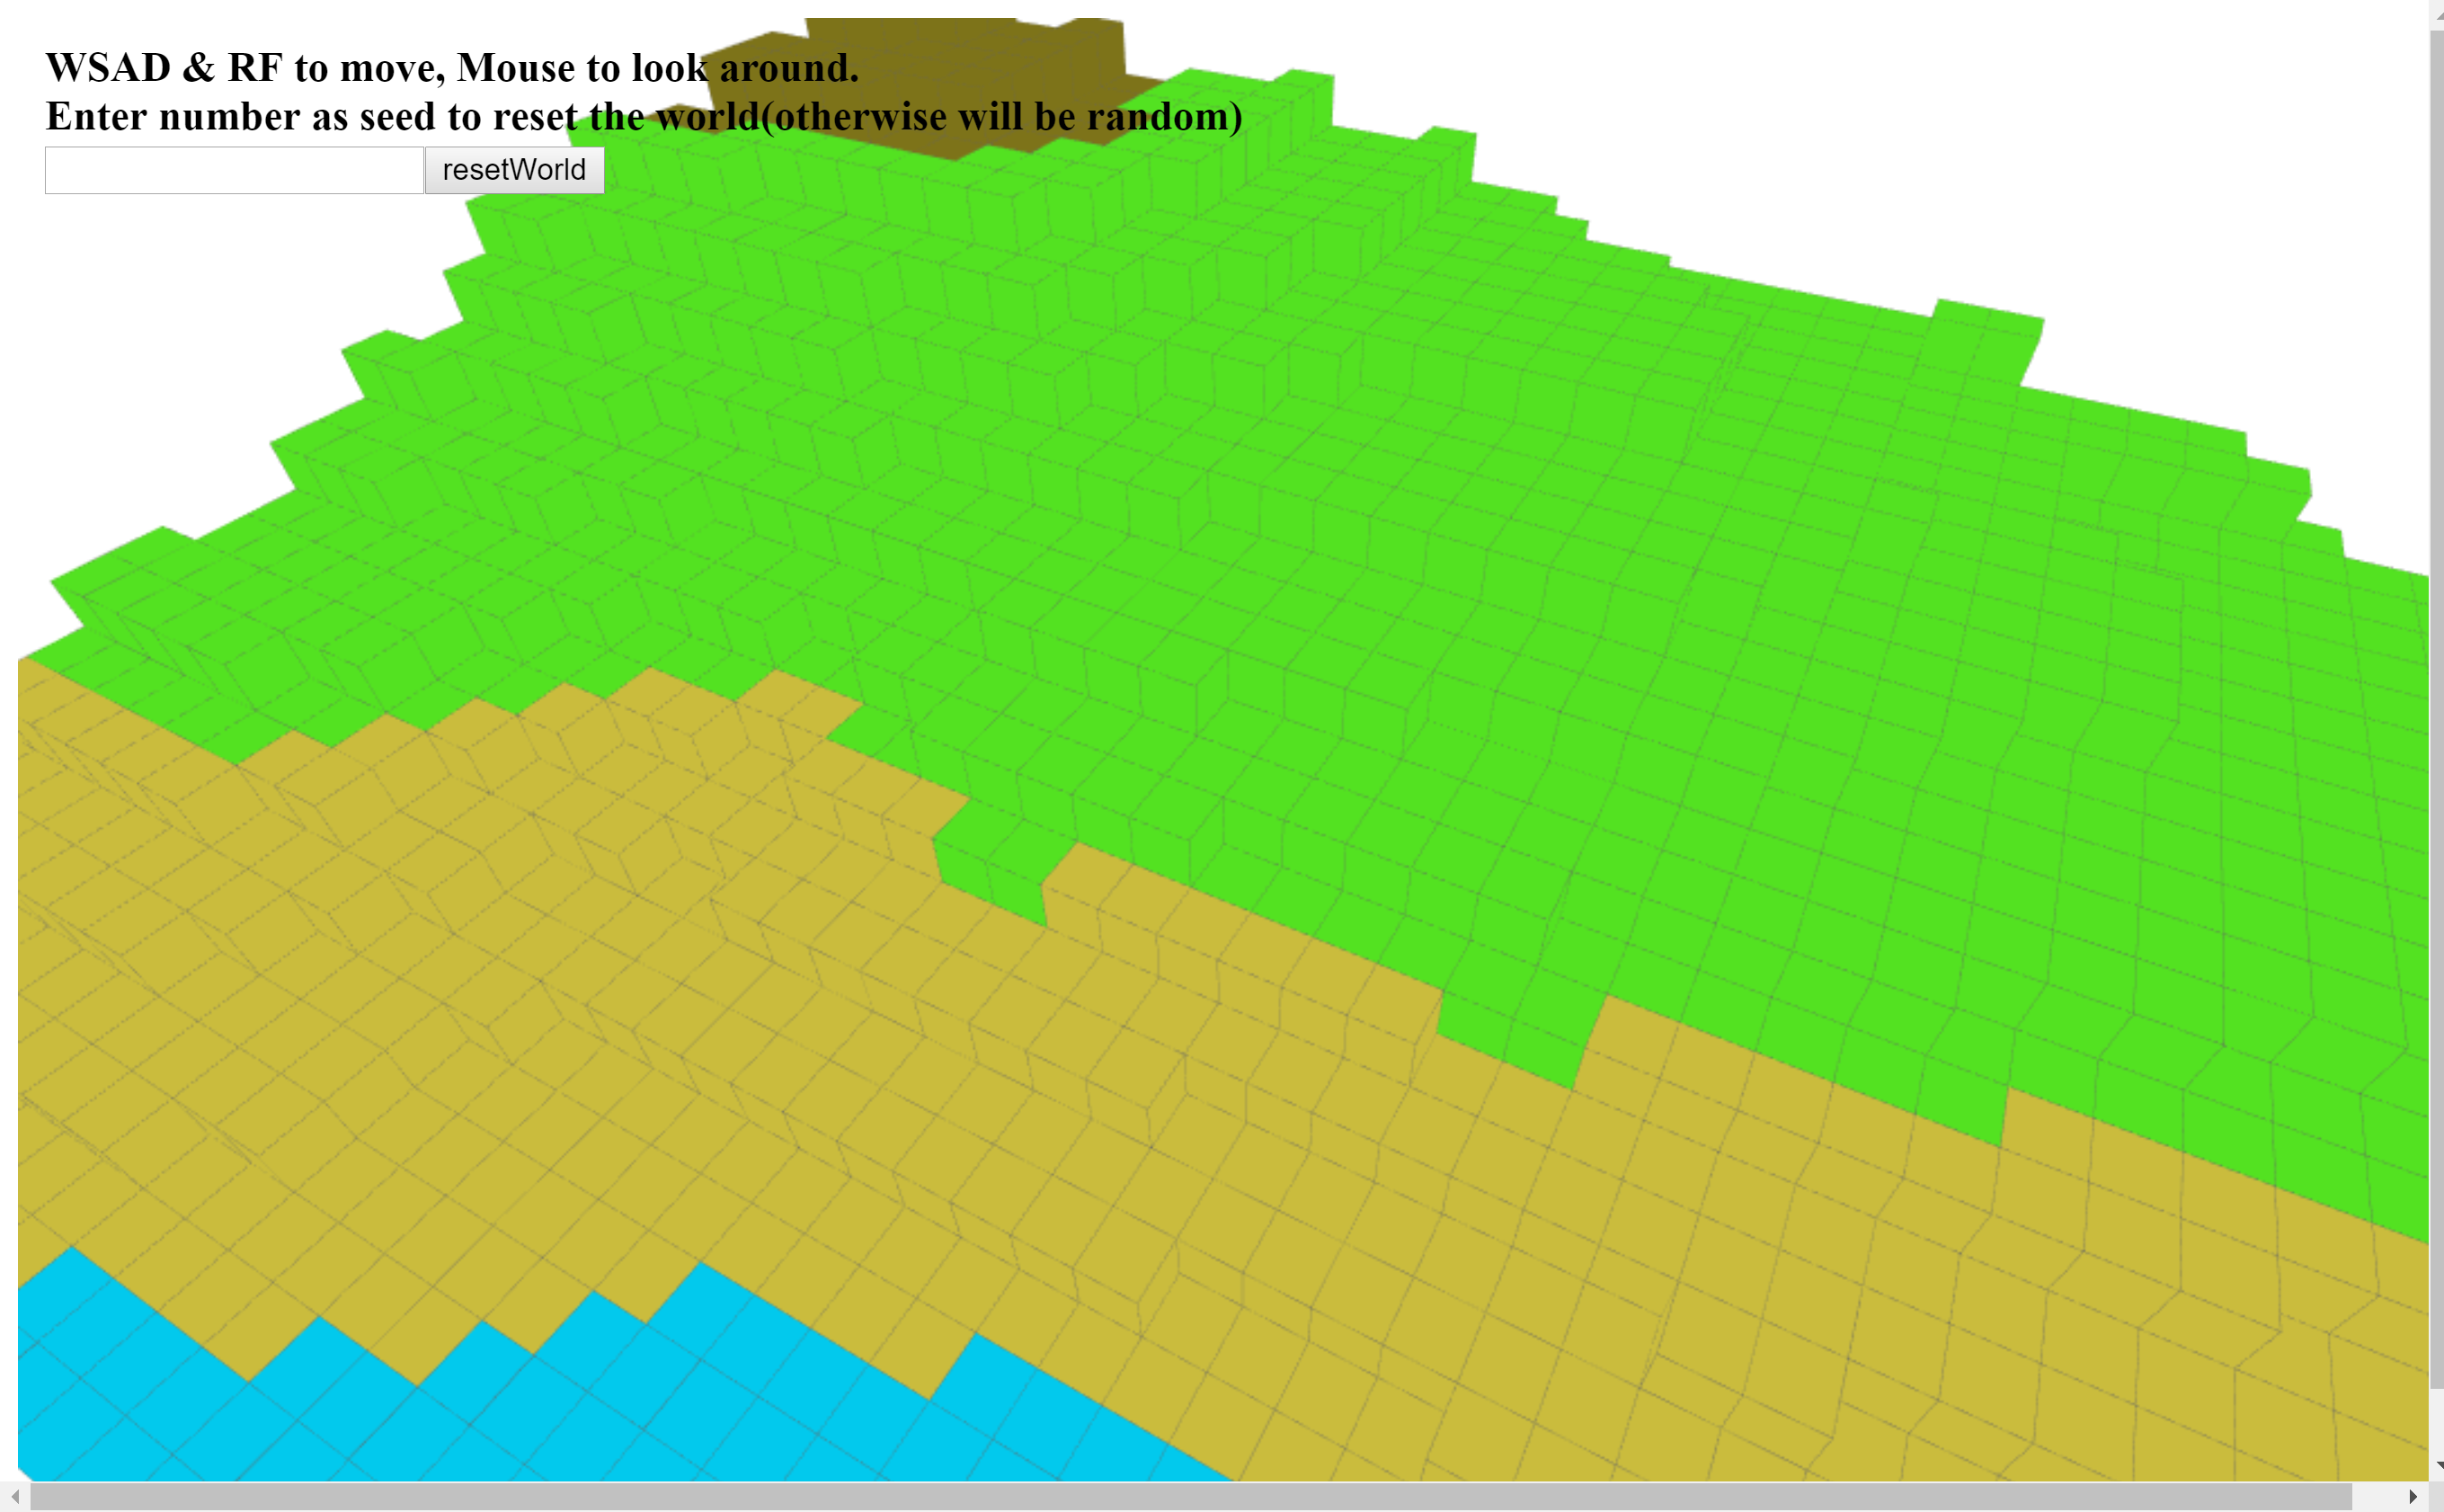 WSAD & RF to move, Mouse to look around.
Enter number as seed to reset the world(otherwise will be random)
resetWorld